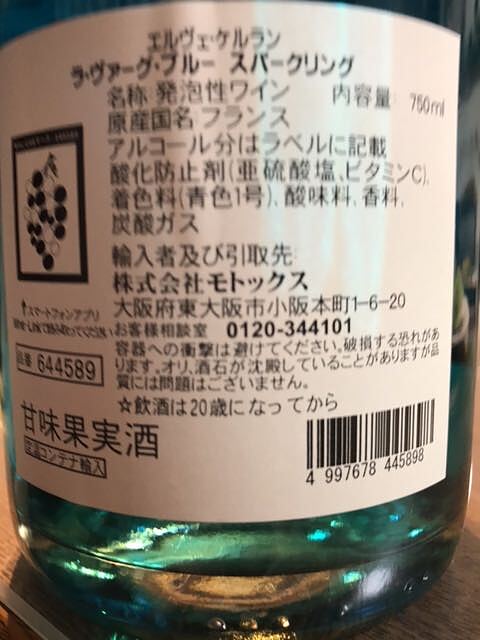 エルヴェ・ケルラン
ラ・ヴァーグ・ブルー スパークリング
名称:発泡性ワイン 内容量: 750ml
原産国名:フランス
アルコール分はラベルに記載
酸化防止剤(亜硫酸塩、ビタミンC)、
着色料(青色1号)、酸味料、香料、
炭酸ガス
輸入者及び引取先:
株式会社モトックス
大阪府東大阪市小阪本町1-6-20
↑スマートフォンアプリ
お客様相談室 0120-344101
容器への衝撃は避けてください。破損する恐れがあ
ります。オリ、酒石が沈殿していることがありますが品
質には問題はございません。
品番 644589
☆飲酒は20歳になってから
甘味果実酒
定温コンテナ輸入
4 997678 445898